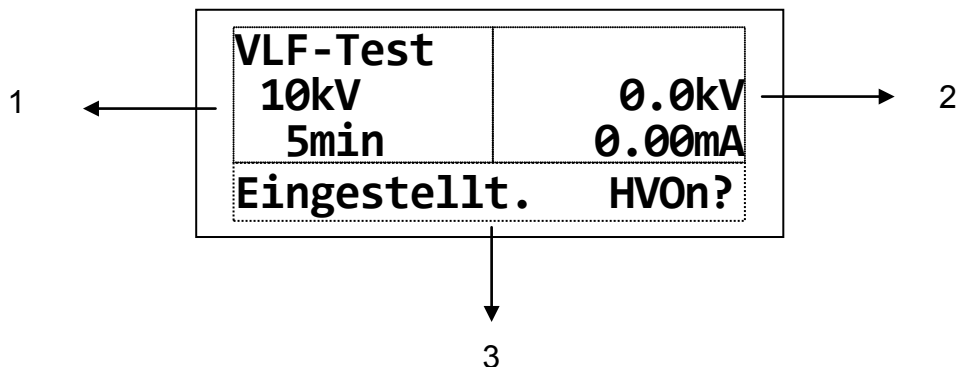 VLF-Test
10kV 0.0kV
5min 0.00mA
Eingestellt. HVOn?
1
2
3